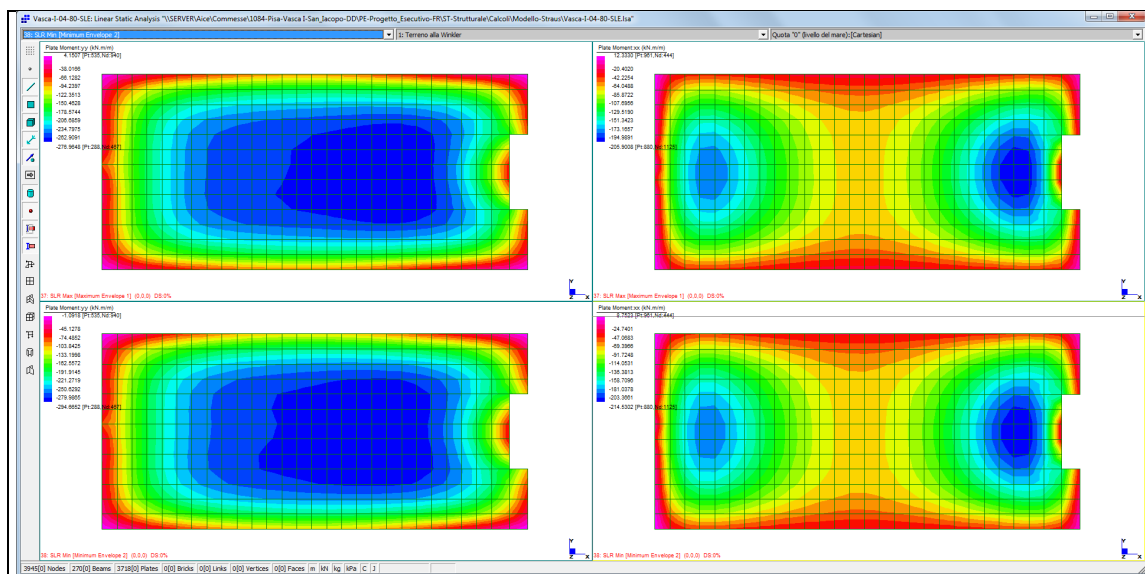 Vasca-I-04-80-SLE: Linear Static Analysis "\\SERVER\Aice\Commesse\1084-Pisa-Vasca I-San_Iacopo-DD\PE-Progetto_Esecutivo-FR\ST-Strutturale\Calcoli\Modello-Straus\Vasca-I-04-80-SLE.lsa"
38: SLR Min [Minimum Envelope 2]
1: Terreno alla Winkler
Quota "0" (livello del mare)::[Cartesian]
Plate Moment:yy (kN.m/m)
4.1507 [Pt:535,Nd:940]
-38.0166
-66.1282
-94.2397
-122.3513
-150.4628
-178.5744
-206.6859
-234.7975
-262.9091
-276.9648 [Pt:288,Nd:457]
37: SLR Max [Maximum Envelope 1] (0,0,0) DS:0%
Y
Z X
Plate Moment:xx (kN.m/m)
12.3330 [Pt:961,Nd:444]
-20.4020
-42.2254
-64.0488
-85.8722
-107.6956
-129.5190
-151.3423
-173.1657
-194.9891
-205.9008 [Pt:880,Nd:1125]
37: SLR Max [Maximum Envelope 1] (0,0,0) DS:0%
Y
Z X
Plate Moment:yy (kN.m/m)
-1.0918 [Pt:535,Nd:940]
-45.1278
-74.4852
-103.8425
-133.1998
-162.5572
-191.9145
-221.2719
-250.6292
-279.9865
-294.6652 [Pt:288,Nd:457]
38: SLR Min [Minimum Envelope 2] (0,0,0) DS:0%
Y
Z X
Plate Moment:xx (kN.m/m)
8.7523 [Pt:961,Nd:444]
-24.7401
-47.0683
-69.3966
-91.7248
-114.0531
-136.3813
-158.7096
-181.0378
-203.3661
-214.5302 [Pt:880,Nd:1125]
38: SLR Min [Minimum Envelope 2] (0,0,0) DS:0%
Y
Z X
3945[0] Nodes 270[0] Beams 3718[0] Plates 0[0] Bricks 0[0] Links 0[0] Vertices 0[0] Faces m kN kg kPa C J